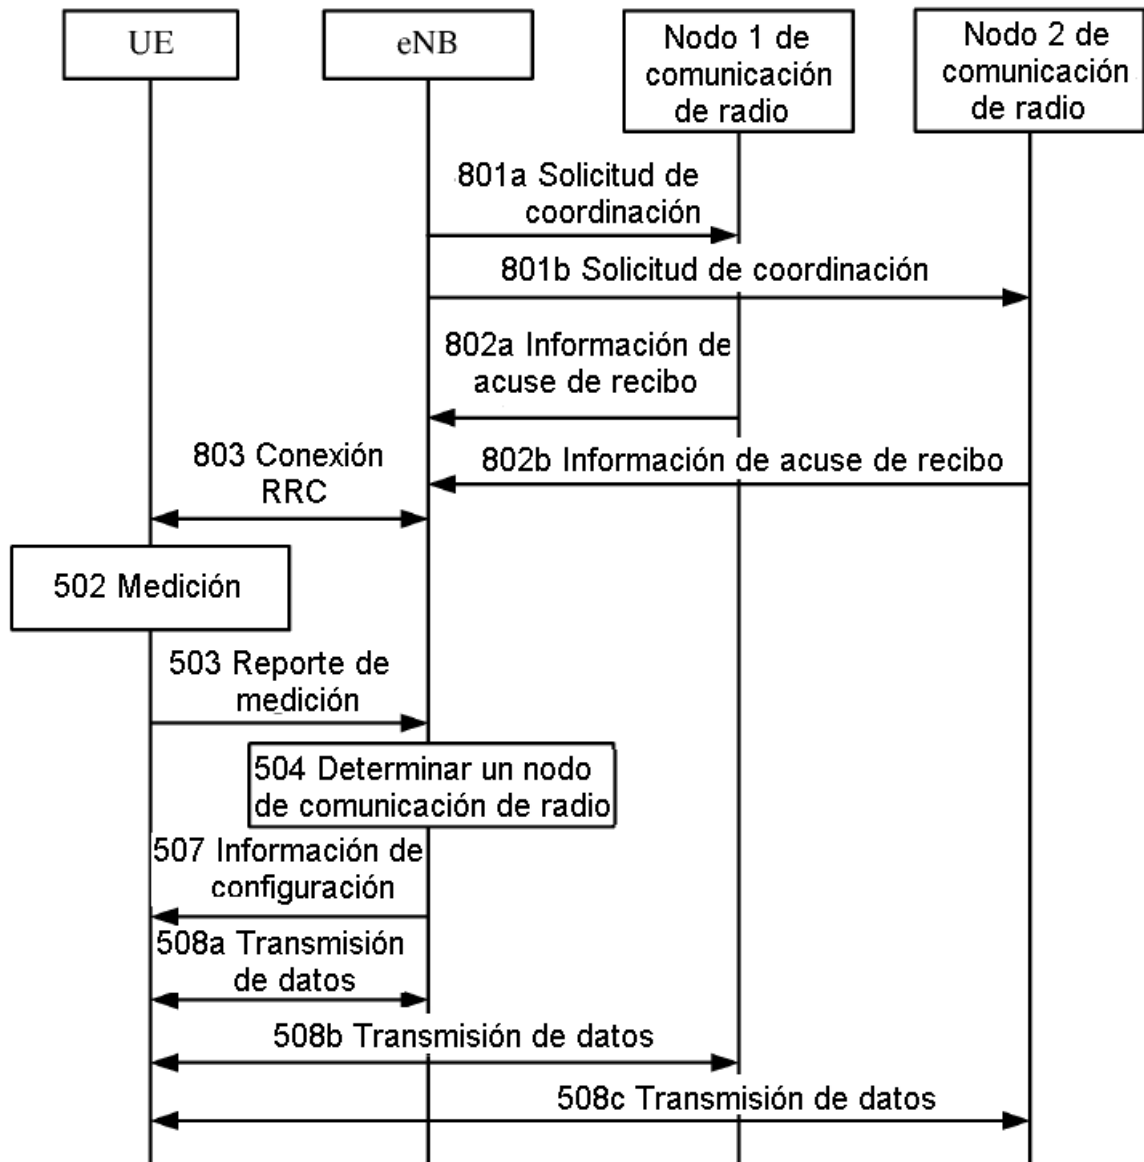 UE
eNB
Nodo 1 de
comunicación
de radio
Nodo 2 de
comunicación
de radio
801a Solicitud de
coordinación
801b Solicitud de coordinación
802a Información de
acuse de recibo
802b Información de acuse de recibo
803 Conexión
RRC
502 Medición
503 Reporte de
medición
504 Determinar un nodo
de comunicación de radio
507 Información de
configuración
508a Transmisión
de datos
508b Transmisión de datos
508c Transmisión de datos